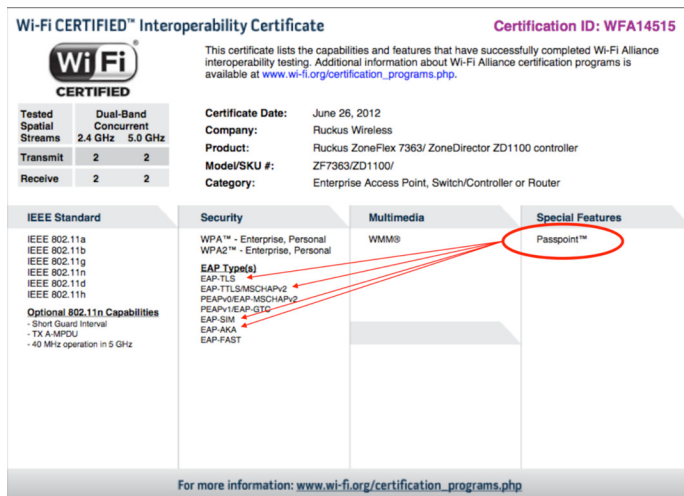 Wi-Fi CERTIFIED™ Interoperability Certificate
Certification ID: WFA14515
Wi Fi®
CERTIFIED
This certificate lists the capabilities and features that have successfully completed Wi-Fi Alliance
interoperability testing. Additional information about Wi-Fi Alliance certification programs is
available at www.wi-fi.org/certification_programs.php.
Tested Spatial Streams
Dual-Band Concurrent
2.4 GHz 5.0 GHz
Transmit 2 2
Receive 2 2
Certificate Date: June 26, 2012
Company: Ruckus Wireless
Product: Ruckus ZoneFlex 7363/ ZoneDirector ZD1100 controller
Model/SKU #: ZF7363/ZD1100/
Category: Enterprise Access Point, Switch/Controller or Router
IEEE Standard
IEEE 802.11a
IEEE 802.11b
IEEE 802.11g
IEEE 802.11n
IEEE 802.11d
IEEE 802.11h
Optional 802.11n Capabilities
- Short Guard Interval
- TX A-MPDU
- 40 MHz operation in 5 GHz
Security
WPA™ - Enterprise, Personal
WPA2™ - Enterprise, Personal
EAP Type(s)
EAP-TLS
EAP-TTLS/MSCHAPv2
PEAPv0/EAP-MSCHAPv2
PEAPv1/EAP-GTC
EAP-SIM
EAP-AKA
EAP-FAST
Multimedia
WMM®
Special Features
Passpoint™
For more information: www.wi-fi.org/certification_programs.php